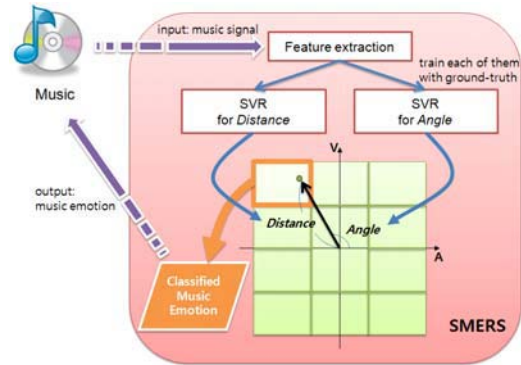 input: music signal
Feature extraction
Music
train each of them
with ground-truth
SVR
for Distance
SVR
for Angle
V
output:
music emotion
Distance
Angle
A
Classified
Music
Emotion
SMERS